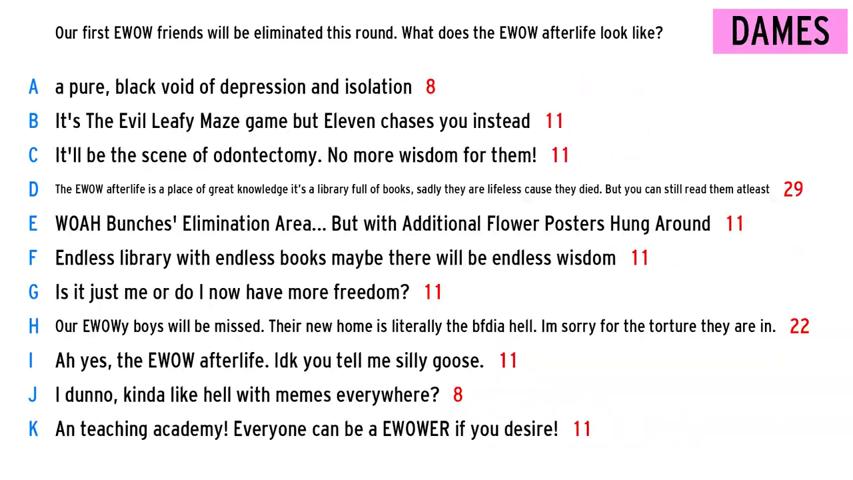 Our first EWOW friends will be eliminated this round. What does the EWOW afterlife look like?
DAMES
A a pure, black void of depression and isolation 8
B It's The Evil Leafy Maze game but Eleven chases you instead 11
C It'll be the scene of odontectomy. No more wisdom for them! 11
D The EWOW afterlife is a place of great knowledge it's a library full of books, sadly they are lifeless cause they died. But you can still read them atleast 29
E WOAH Bunches' Elimination Area... But with Additional Flower Posters Hung Around 11
F Endless library with endless books maybe there will be endless wisdom 11
G Is it just me or do I now have more freedom? 11
H Our EWOWy boys will be missed. Their new home is literally the bfdia hell. Im sorry for the torture they are in. 22
I Ah yes, the EWOW afterlife. Idk you tell me silly goose. 11
J I dunno, kinda like hell with memes everywhere? 8
K An teaching academy! Everyone can be a EWOWER if you desire! 11